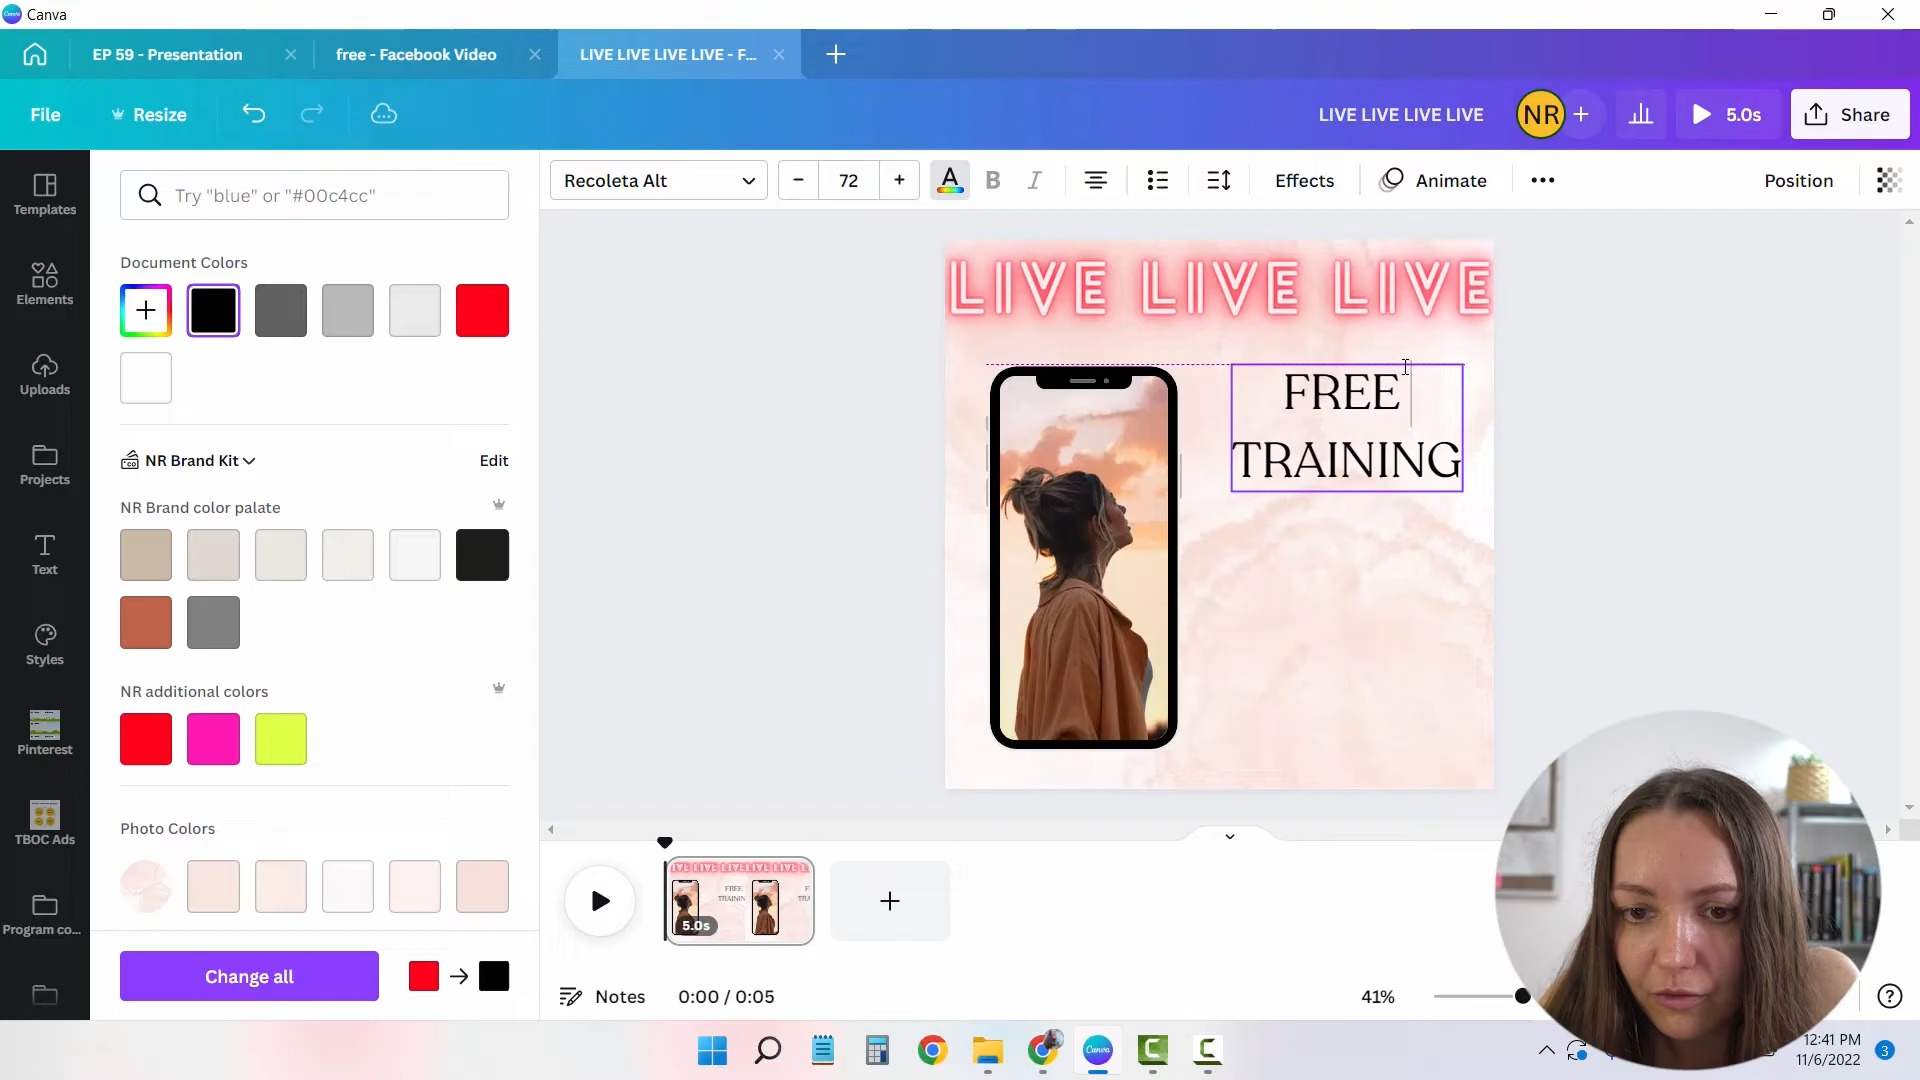 Canva
EP 59 - Presentation
free - Facebook Video
LIVE LIVE LIVE LIVE - F...
File
Resize
LIVE LIVE LIVE LIVE
NR
5.0s
Share
Templates
Elements
Uploads
Projects
Text
Styles
Pinterest
TBOC Ads
Program co...
Try "blue" or "#00c4cc"
Document Colors
NR Brand Kit
Edit
NR Brand color palate
NR additional colors
Photo Colors
Change all
Recoleta Alt
72
A
B
I
Effects
Animate
Position
LIVE LIVE LIVE
FREE
TRAINING
5.0s
Notes
0:00 / 0:05
41%
12:41 PM
11/6/2022
3